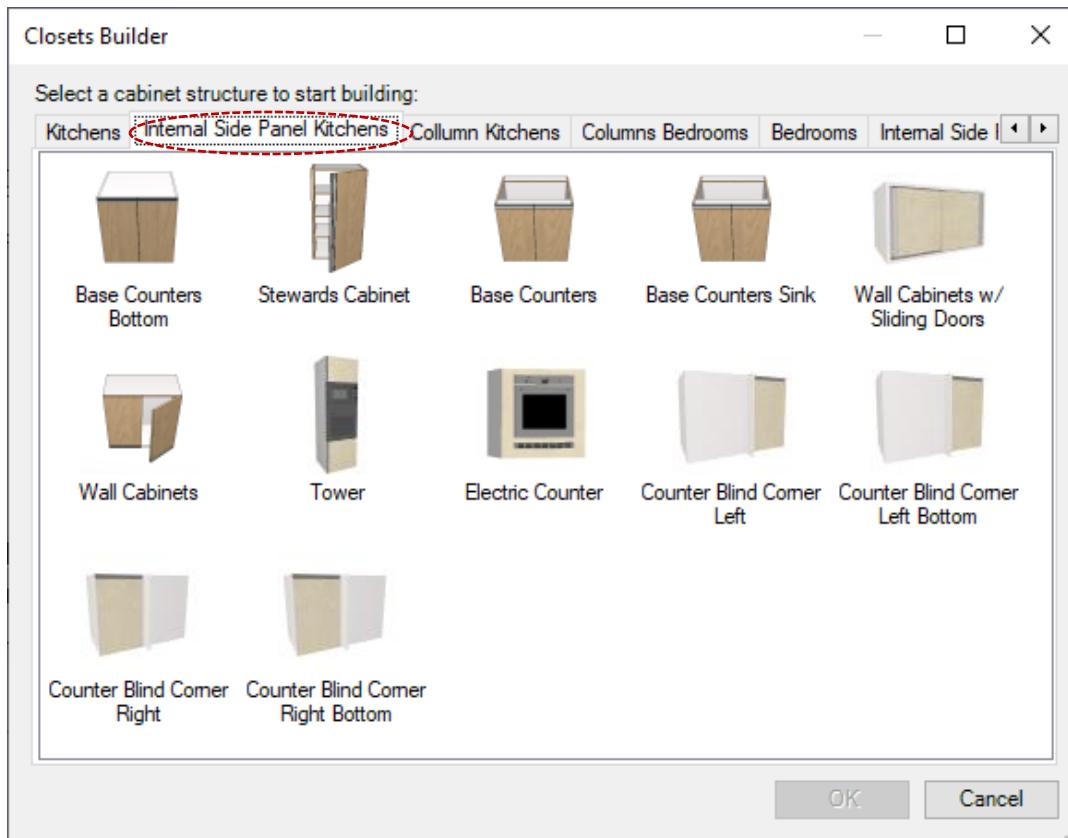 Closets Builder
Select a cabinet structure to start building:
Kitchens Internal Side Panel Kitchens Collumn Kitchens Columns Bedrooms Bedrooms Internal Side
Base Counters Bottom
Stewards Cabinet
Base Counters
Base Counters Sink
Wall Cabinets w/ Sliding Doors
Wall Cabinets
Tower
Electric Counter
Counter Blind Corner Left
Counter Blind Corner Left Bottom
Counter Blind Corner Right
Counter Blind Corner Right Bottom
OK Cancel